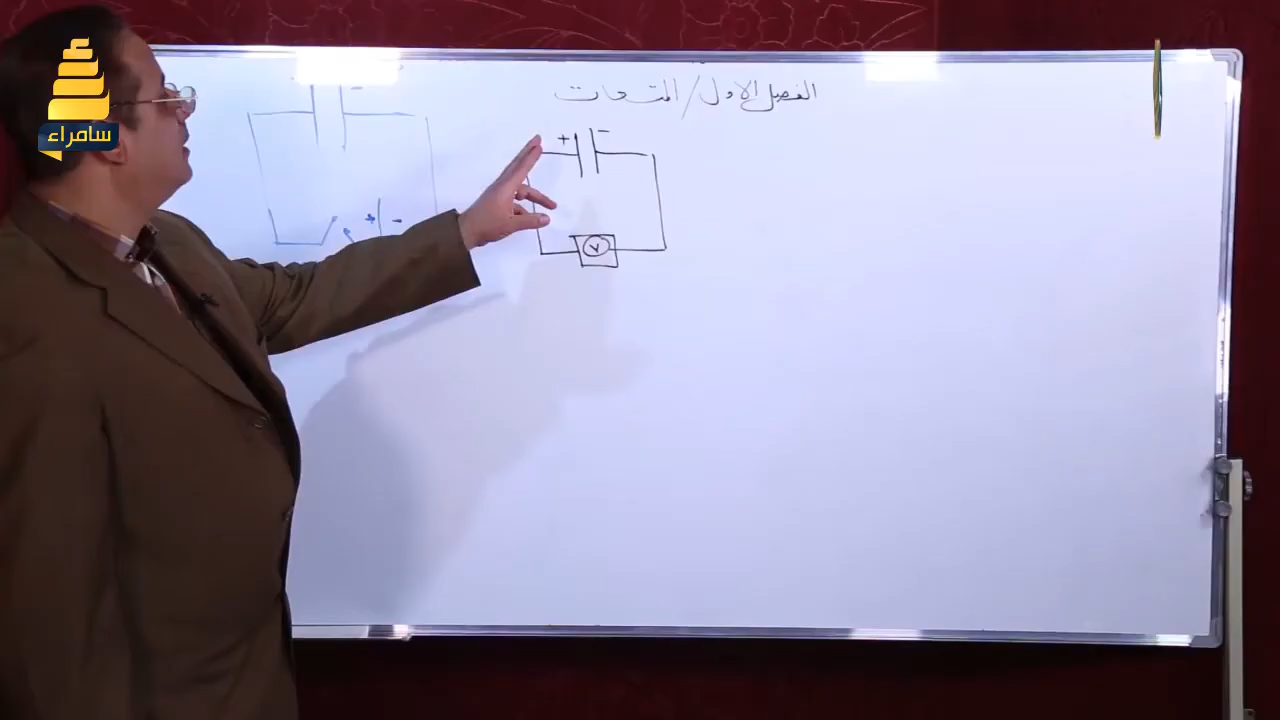 سامراء
الفصل الاول / المتسعات
+ -
V
-
+ -